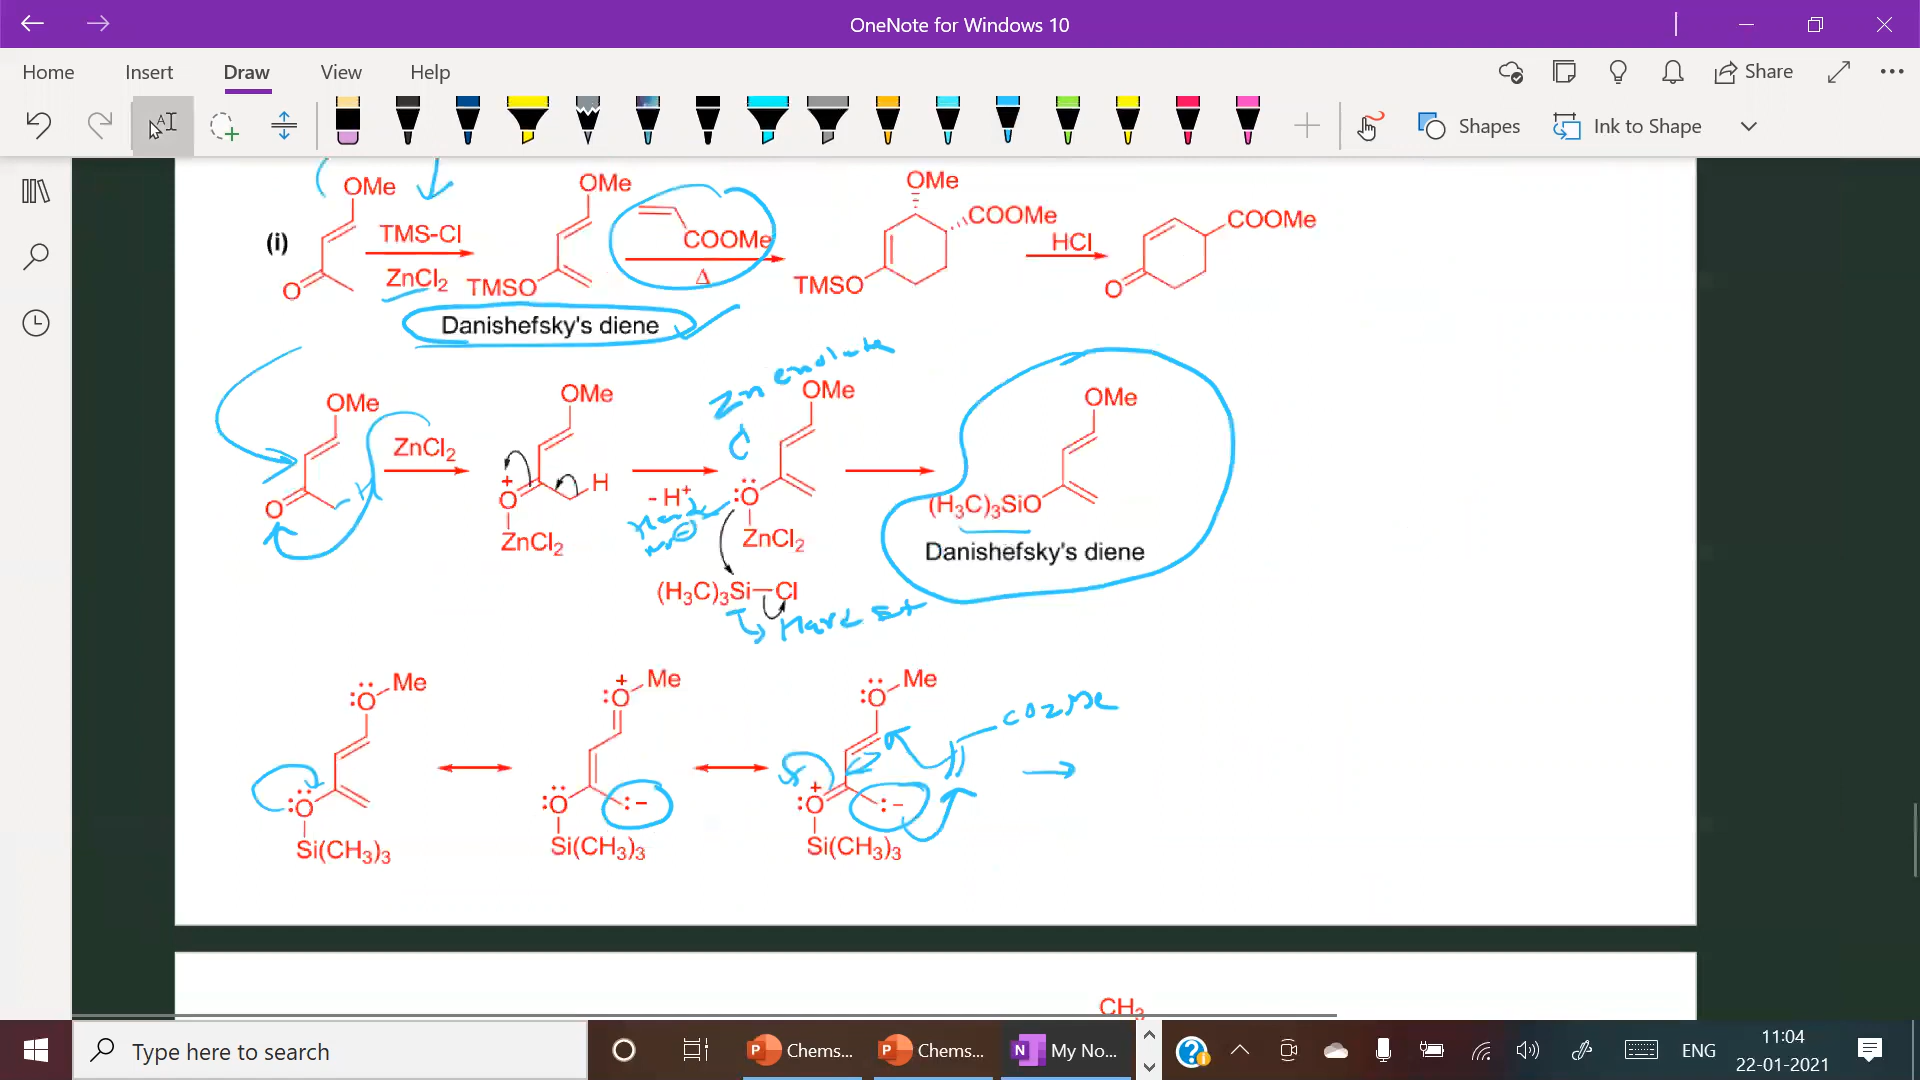 OneNote for Windows 10
Home Insert Draw View Help
Share
Shapes
Ink to Shape
(i)
OMe
O
TMS-Cl
ZnCl2
OMe
TMSO
Danishefsky's diene
COOMe
Δ
OMe
COOMe
TMSO
HCl
COOMe
O
OMe
O
H
ZnCl2
OMe
+
O
H
ZnCl2
- H+
Zn enolate
OMe
:O
ZnCl2
(H3C)3Si—Cl
Hard
OMe
(H3C)3SiO
Danishefsky's diene
:O Me
:O
Si(CH3)3
+
:O Me
:O
:-
Si(CH3)3
:O Me
+
:O
:-
Si(CH3)3
CO2Me
CH3
Type here to search
Chems...
Chems...
My No...
ENG
11:04
22-01-2021